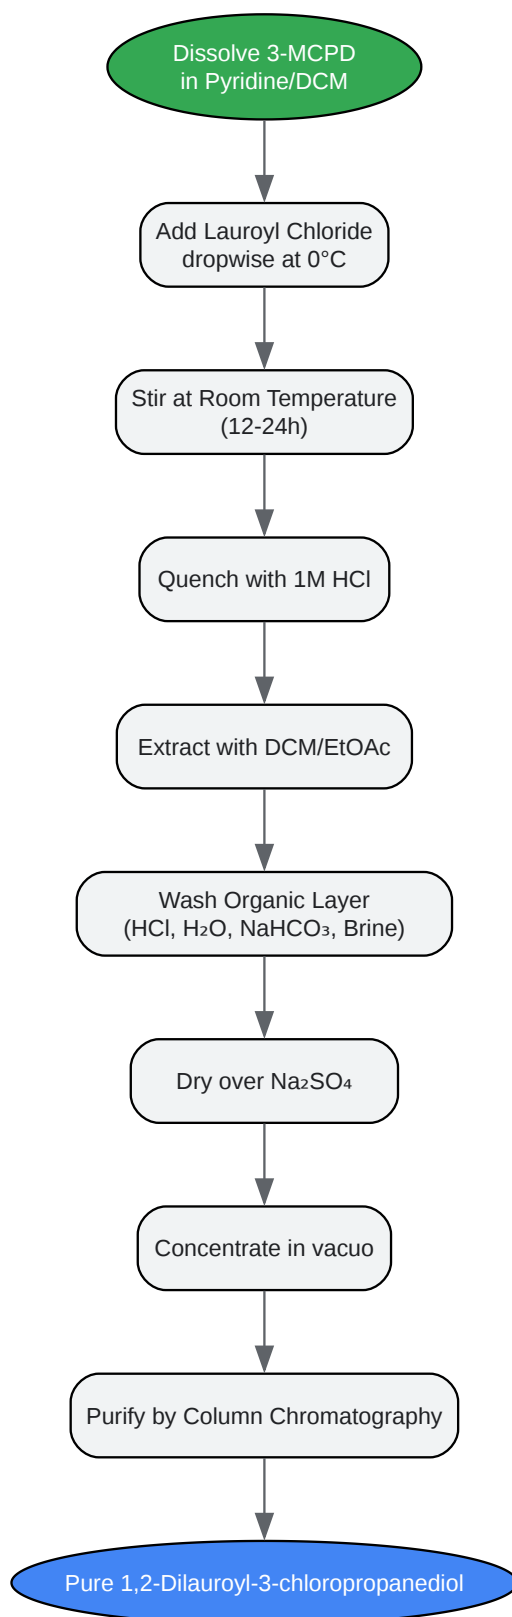 Dissolve 3-MCPD
in Pyridine/DCM
Add Lauroyl Chloride
dropwise at 0°C
Stir at Room Temperature
(12-24h)
Quench with 1M HCl
Extract with DCM/EtOAc
Wash Organic Layer
(HCl, H₂O, NaHCO₃, Brine)
Dry over Na₂SO₄
Concentrate in vacuo
Purify by Column Chromatography
Pure 1,2-Dilauroyl-3-chloropropanediol